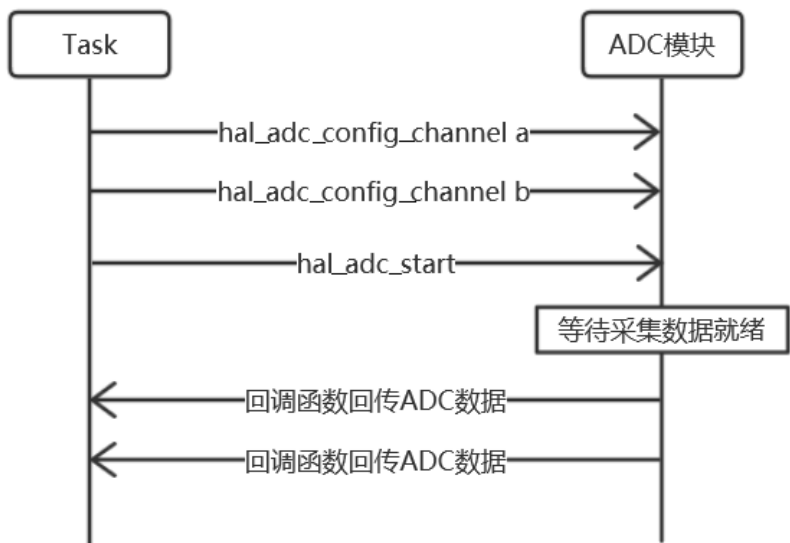 Task
ADC模块
hal_adc_config_channel a
hal_adc_config_channel b
hal_adc_start
等待采集数据就绪
回调函数回传ADC数据
回调函数回传ADC数据